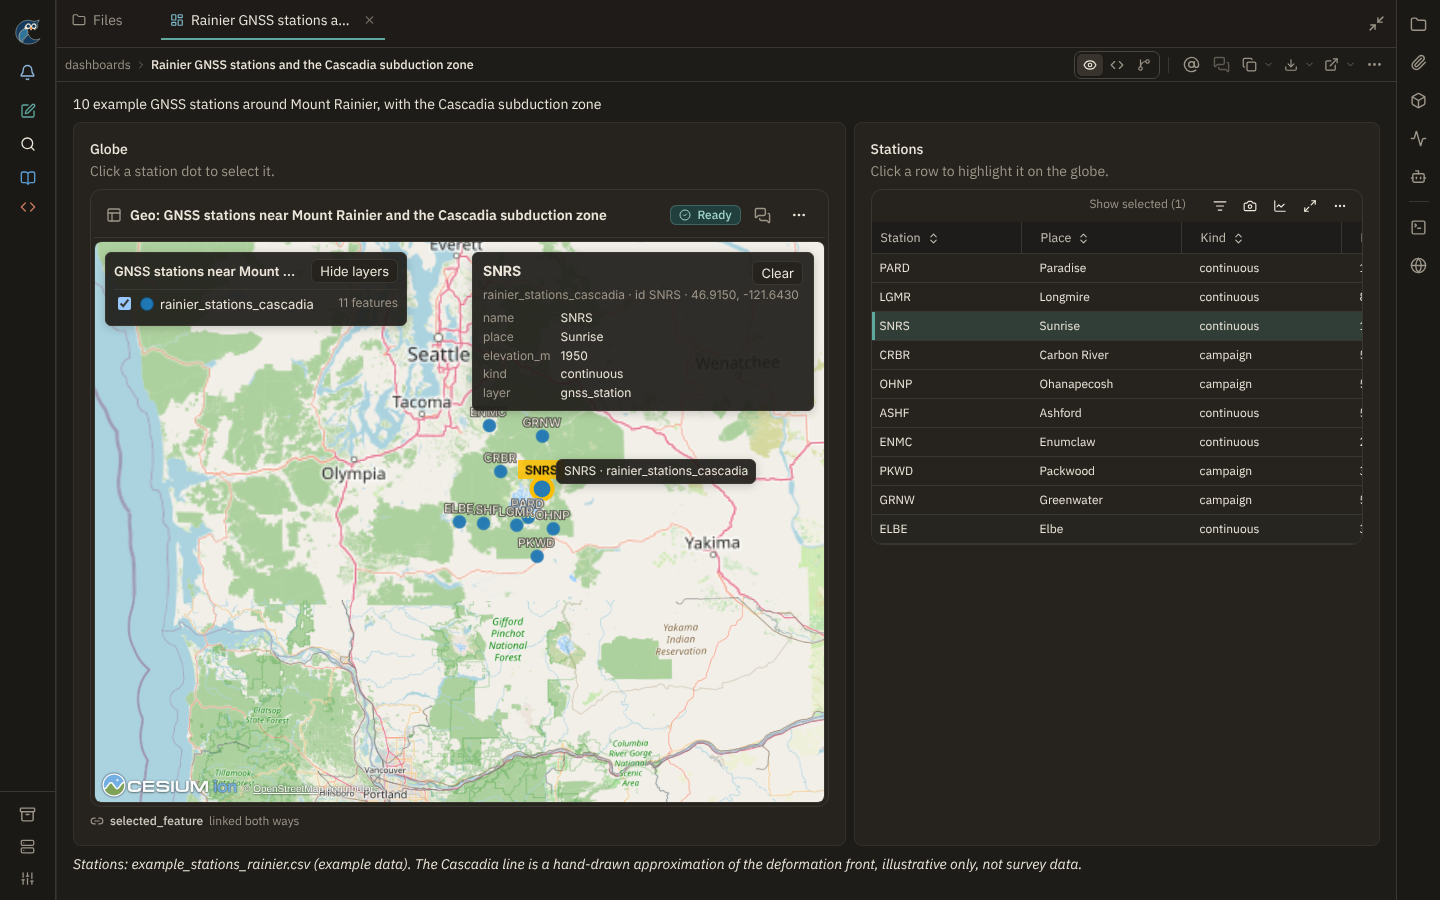 Files
Rainier GNSS stations a...
dashboards
Rainier GNSS stations and the Cascadia subduction zone
10 example GNSS stations around Mount Rainier, with the Cascadia subduction zone
Globe
Click a station dot to select it.
Geo: GNSS stations near Mount Rainier and the Cascadia subduction zone
Ready
GNSS stations near Mount ...
Hide layers
rainier_stations_cascadia
11 features
SNRS
Clear
rainier_stations_cascadia · id SNRS · 46.9150, -121.6430
name SNRS
place Sunrise
elevation_m 1950
kind continuous
layer gnss_station
Everett
Seattle
Wenatchee
Tacoma
ENMC
GRNW
Olympia
CRBR
SNRS
SNRS · rainier_stations_cascadia
PARD
ELBE
ASHF
LGMR
OHNP
PKWD
Yakima
Gifford
Pinchot
National
Forest
Yakama
Indian
Reservation
Clatsop
State Forest
Columbia
River Gorge
National
Scenic
Area
Tillamook
Vancouver
Hillsboro
Portland
CESIUM ion
© OpenStreetMap contributors
selected_feature linked both ways
Stations
Click a row to highlight it on the globe.
Show selected (1)
Station Place Kind
PARD Paradise continuous
LGMR Longmire continuous
SNRS Sunrise continuous
CRBR Carbon River campaign
OHNP Ohanapecosh campaign
ASHF Ashford continuous
ENMC Enumclaw continuous
PKWD Packwood campaign
GRNW Greenwater campaign
ELBE Elbe continuous
Stations: example_stations_rainier.csv (example data). The Cascadia line is a hand-drawn approximation of the deformation front, illustrative only, not survey data.